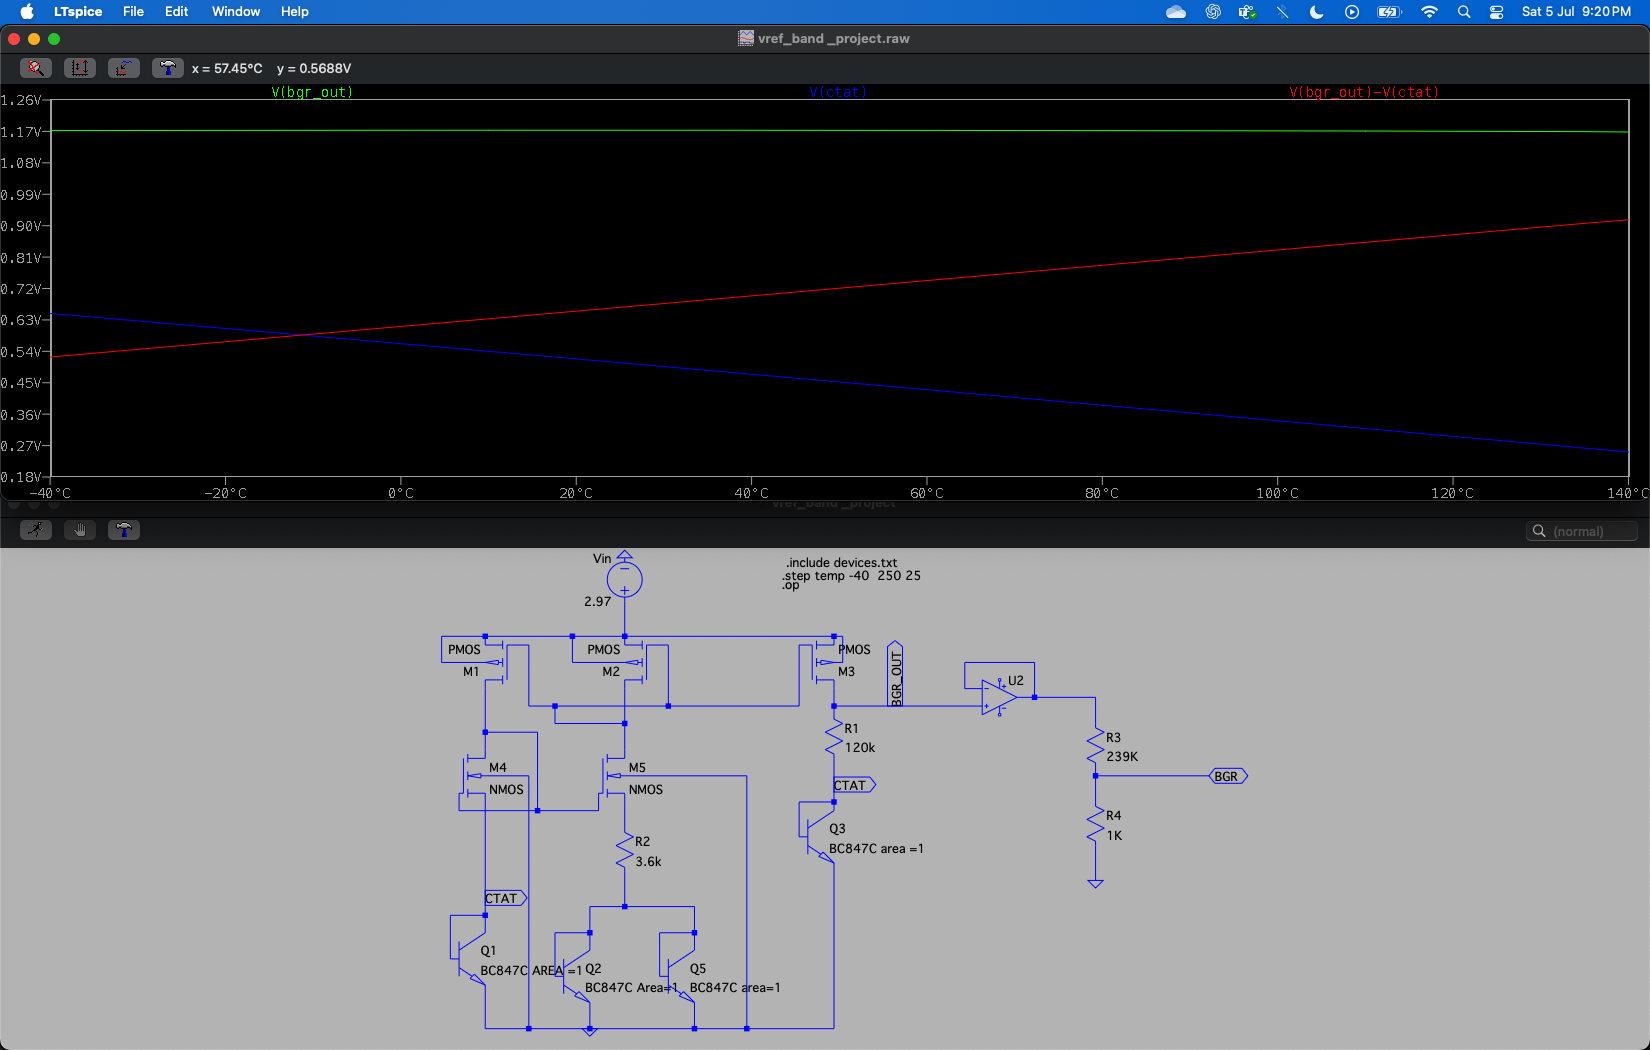 LTspice File Edit Window Help Sat 5 Jul 9:20 PM
vref_band _project.raw
x = 57.45°C y = 0.5688V
V(bgr_out) V(ctat) V(bgr_out)-V(ctat)
1.26V
1.17V
1.08V
0.99V
0.90V
0.81V
0.72V
0.63V
0.54V
0.45V
0.36V
0.27V
0.18V
-40°C -20°C 0°C 20°C 40°C 60°C 80°C 100°C 120°C 140°C
vref_band _project
(normal)
Vin
2.97
.include devices.txt
.step temp -40 250 25
.op
PMOS
M1
PMOS
M2
PMOS
M3
BGR_OUT
U2
R1
120k
R3
239K
BGR
M4
NMOS
M5
NMOS
CTAT
R4
1K
Q3
BC847C area =1
R2
3.6k
CTAT
Q1
BC847C AREA =1
Q2
BC847C Area=1
Q5
BC847C area=1